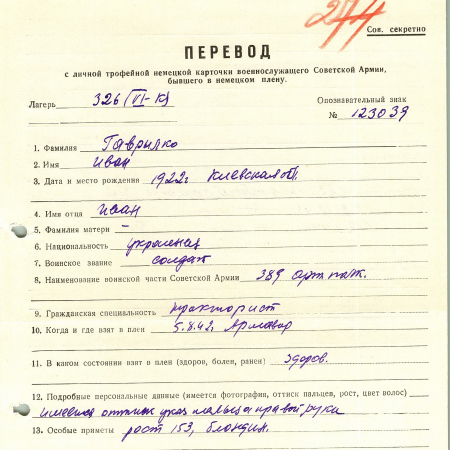 274
Сов. секретно
ПЕРЕВОД
с личной трофейной немецкой карточки военнослужащего Советской Армии,
бывшего в немецком плену.
Лагерь 326 (VI-K) Опознавательный знак
№ 123039
1. Фамилия Гаврилко
2. Имя Иван
3. Дата и место рождения 1922г Киевская об.
4. Имя отца Иван
5. Фамилия матери –
6. Национальность украинец
7. Воинское звание солдат
8. Наименование воинской части Советской Армии 389 арт. полк.
9. Гражданская специальность тракторист
10. Когда и где взят в плен 5.8.42, Армавир
11. В каком состоянии взят в плен (здоров, болен, ранен) здоров.
12. Подробные персональные данные (имеется фотография, оттиск пальцев, рост, цвет волос)
имеется оттиск указ пальца правой руки
13. Особые приметы рост 153, блондин.